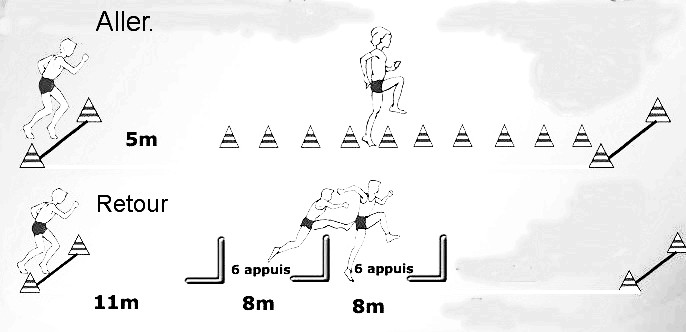 Aller.
5m
Retour
6 appuis
6 appuis
11m
8m
8m